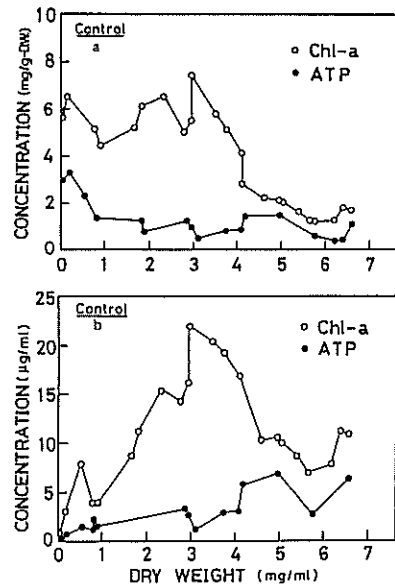 Control
a
Chl-a
ATP
CONCENTRATION (mg/g-DW)
10
8
6
4
2
0
0 1 2 3 4 5 6 7
Control
b
Chl-a
ATP
CONCENTRATION (µg/ml)
25
20
15
10
5
0
0 1 2 3 4 5 6 7
DRY WEIGHT (mg/ml)